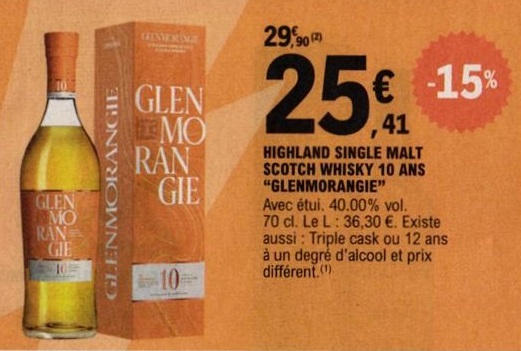 10
GLEN
MO
RAN
GIE
10
GLENMORANGIE
GLENMORANGIE
GLEN
MO
RAN
GIE
10
29€,90(2)
25€,41
-15%
HIGHLAND SINGLE MALT
SCOTCH WHISKY 10 ANS
“GLENMORANGIE”
Avec étui. 40.00% vol.
70 cl. Le L : 36,30 €. Existe
aussi : Triple cask ou 12 ans
à un degré d'alcool et prix
différent.(1)